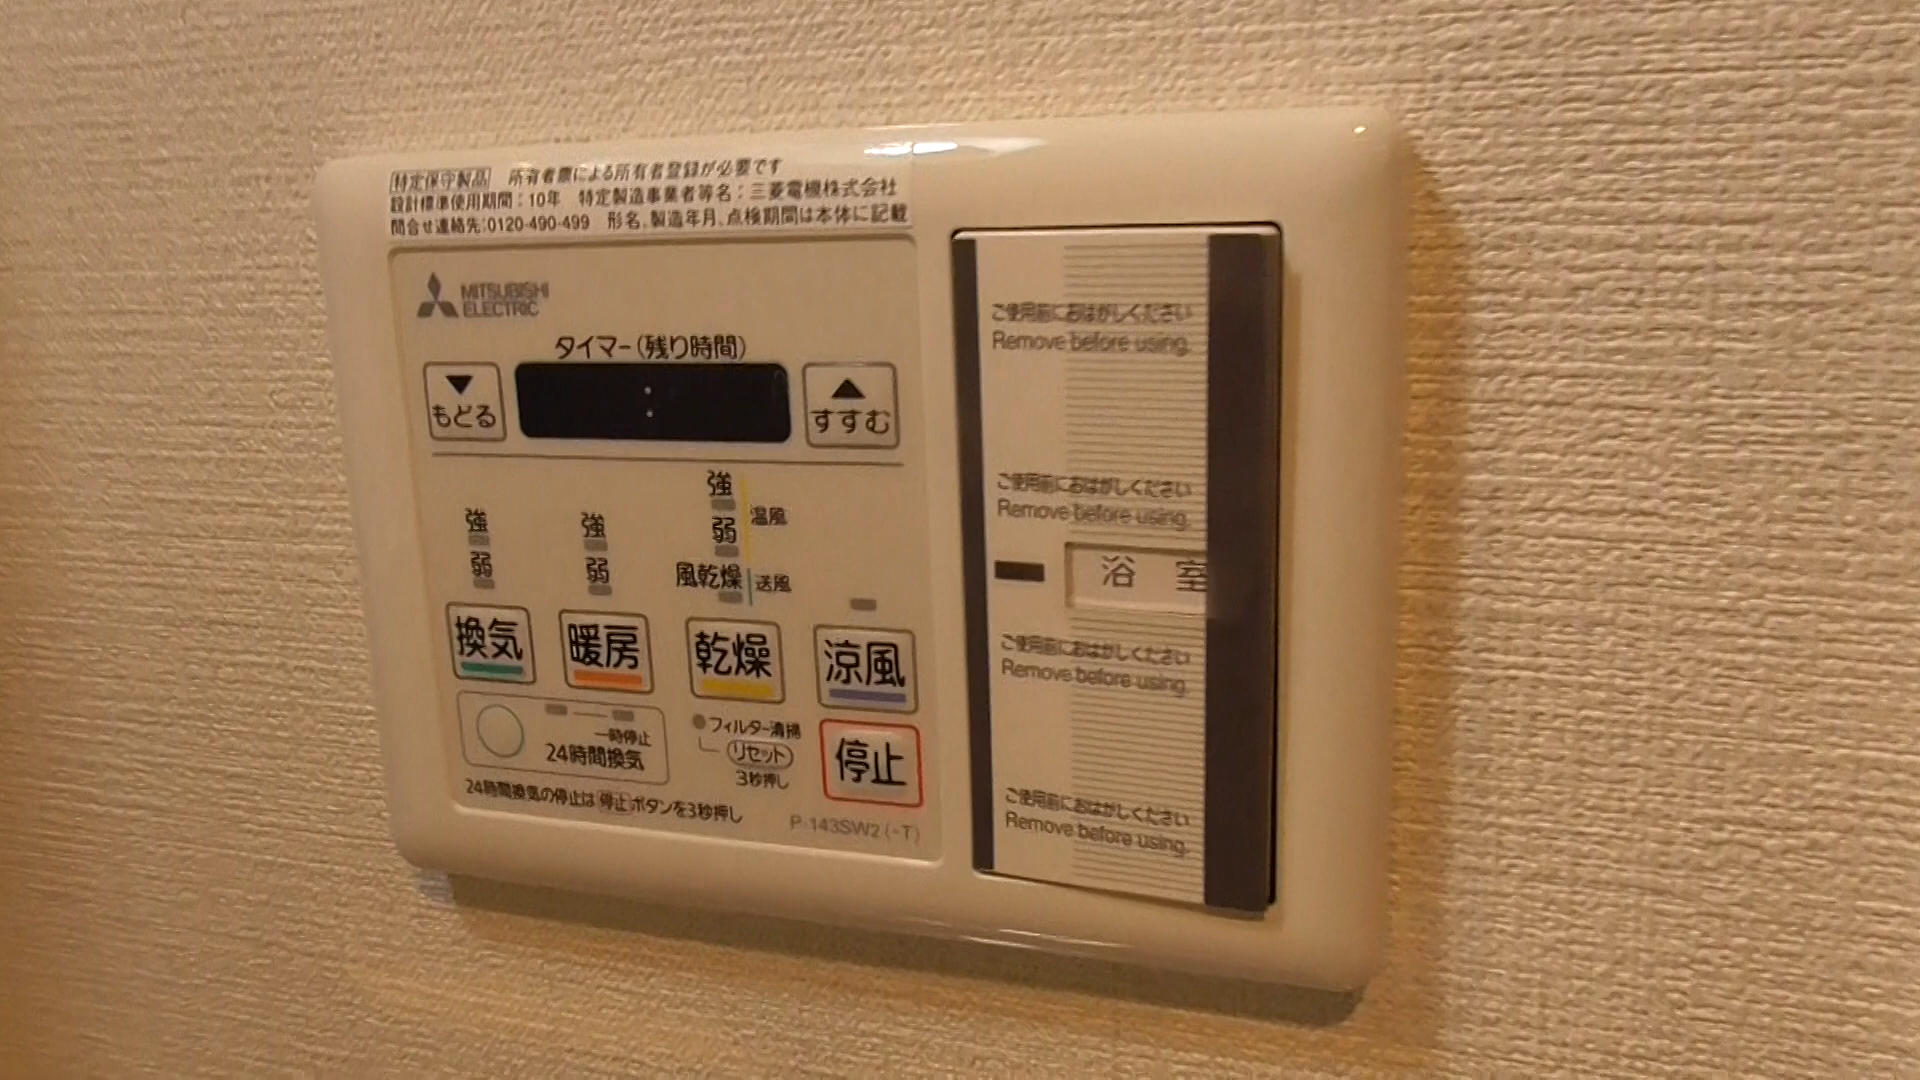 特定保守製品 所有者票による所有者登録が必要です
設計標準使用期間:10年 特定製造事業者等名:三菱電機株式会社
問合せ連絡先:0120-490-499 形名、製造年月、点検期間は本体に記載
MITSUBISHI
ELECTRIC
タイマー(残り時間)
▼
もどる
:
▲
すすむ
強
弱
強
弱
強
弱
温風
風乾燥
送風
換気
暖房
乾燥
涼風
一時停止
24時間換気
フィルター清掃
リセット
3秒押し
停止
24時間換気の停止は停止ボタンを3秒押し
P-143SW2(-T)
ご使用前におはがしください
Remove before using.
ご使用前におはがしください
Remove before using.
浴室
ご使用前におはがしください
Remove before using.
ご使用前におはがしください
Remove before using.